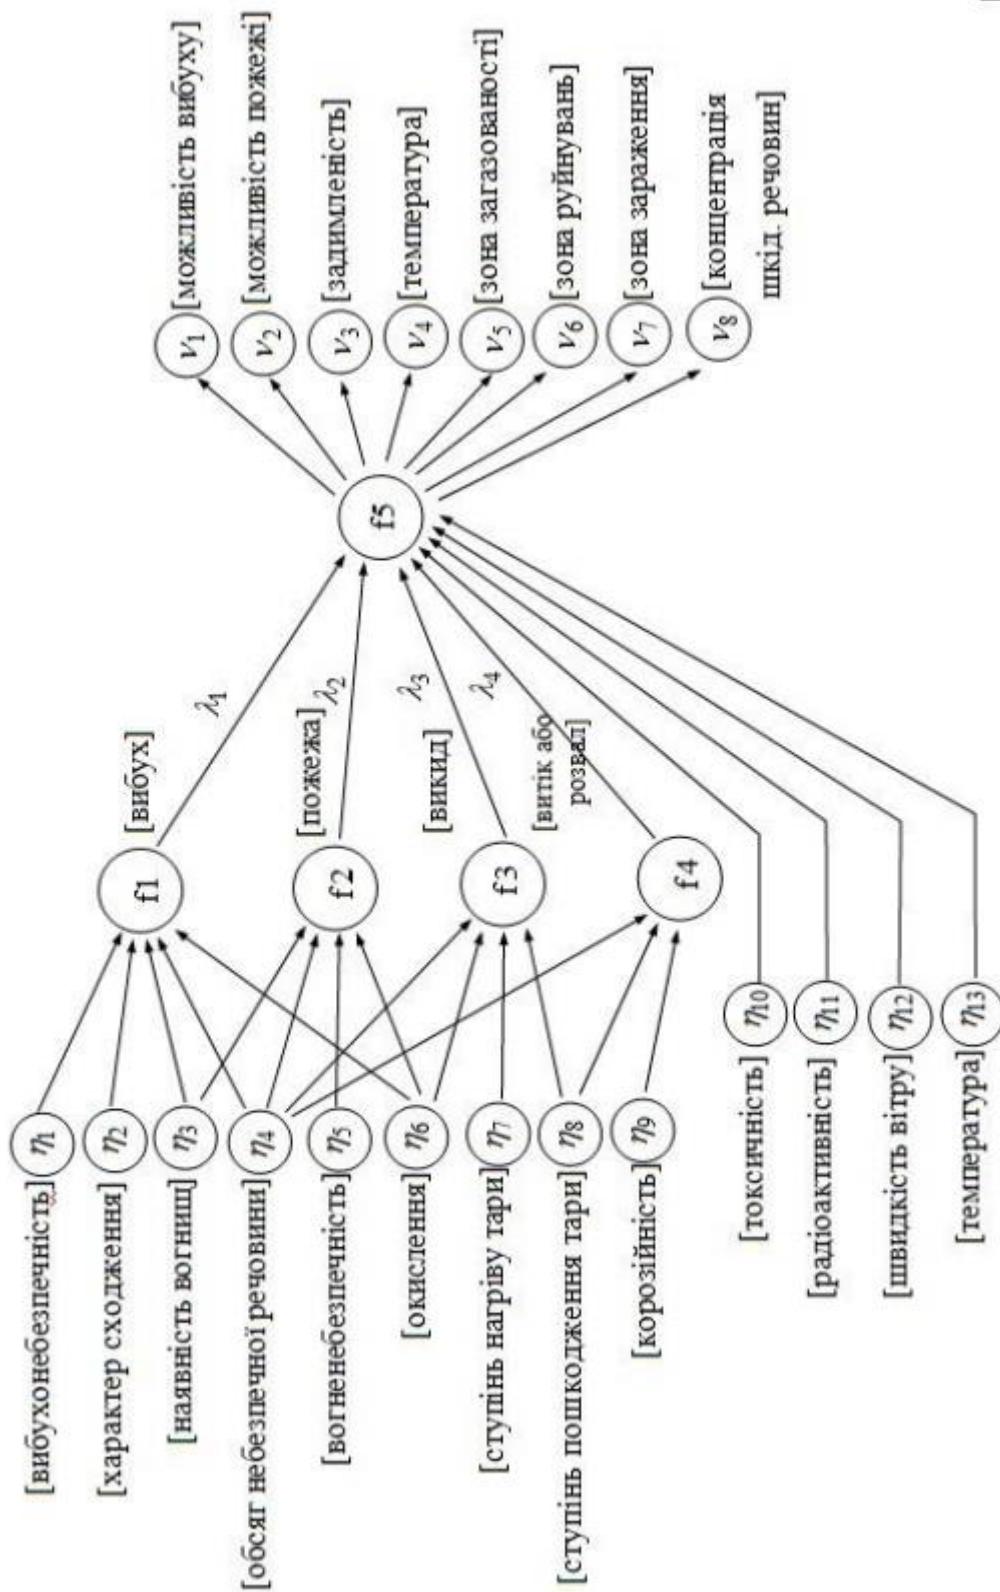 [вибухонебезпечність] η1
[характер сходження] η2
[наявність вогнищ] η3
[обсяг небезпечної речовини] η4
[вогненебезпечність] η5
[окислення] η6
[ступінь нагріву тари] η7
[ступінь пошкодження тари] η8
[корозійність] η9
[токсичність] η10
[радіоактивність] η11
[швидкість вітру] η12
[температура] η13
f1 [вибух]
f2 [пожежа]
f3 [викид]
f4 [витік або
розвал]
λ1
λ2
λ3
λ4
f5
ν1 [можливість вибуху]
ν2 [можливість пожежі]
ν3 [задимленість]
ν4 [температура]
ν5 [зона загазованості]
ν6 [зона руйнувань]
ν7 [зона зараження]
ν8 [концентрація
шкід. речовин]